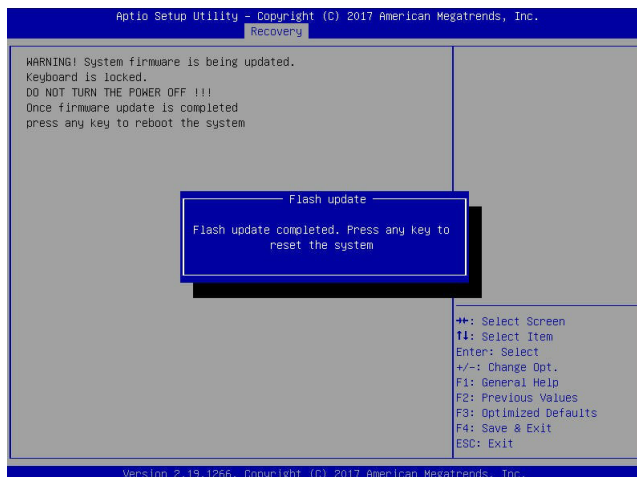 Aptio Setup Utility – Copyright (C) 2017 American Megatrends, Inc.
Recovery
WARNING! System firmware is being updated.
Keyboard is locked.
DO NOT TURN THE POWER OFF !!!
Once firmware update is completed
press any key to reboot the system
Flash update
Flash update completed. Press any key to
reset the system
→←: Select Screen
↑↓: Select Item
Enter: Select
+/-: Change Opt.
F1: General Help
F2: Previous Values
F3: Optimized Defaults
F4: Save & Exit
ESC: Exit
Version 2.19.1266. Copyright (C) 2017 American Megatrends, Inc.